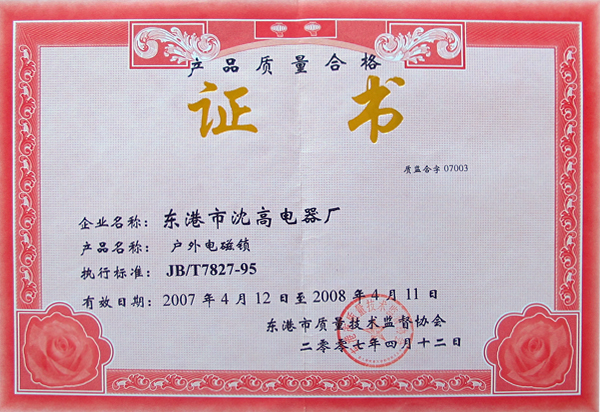 产品质量合格
证书
质监合字07003
企业名称：东港市沈高电器厂
产品名称：户外电磁锁
执行标准：JB/T7827-95
有效日期：2007年4月12日至2008年4月11日
东港市质量技术监督协会
二零零七年四月十二日